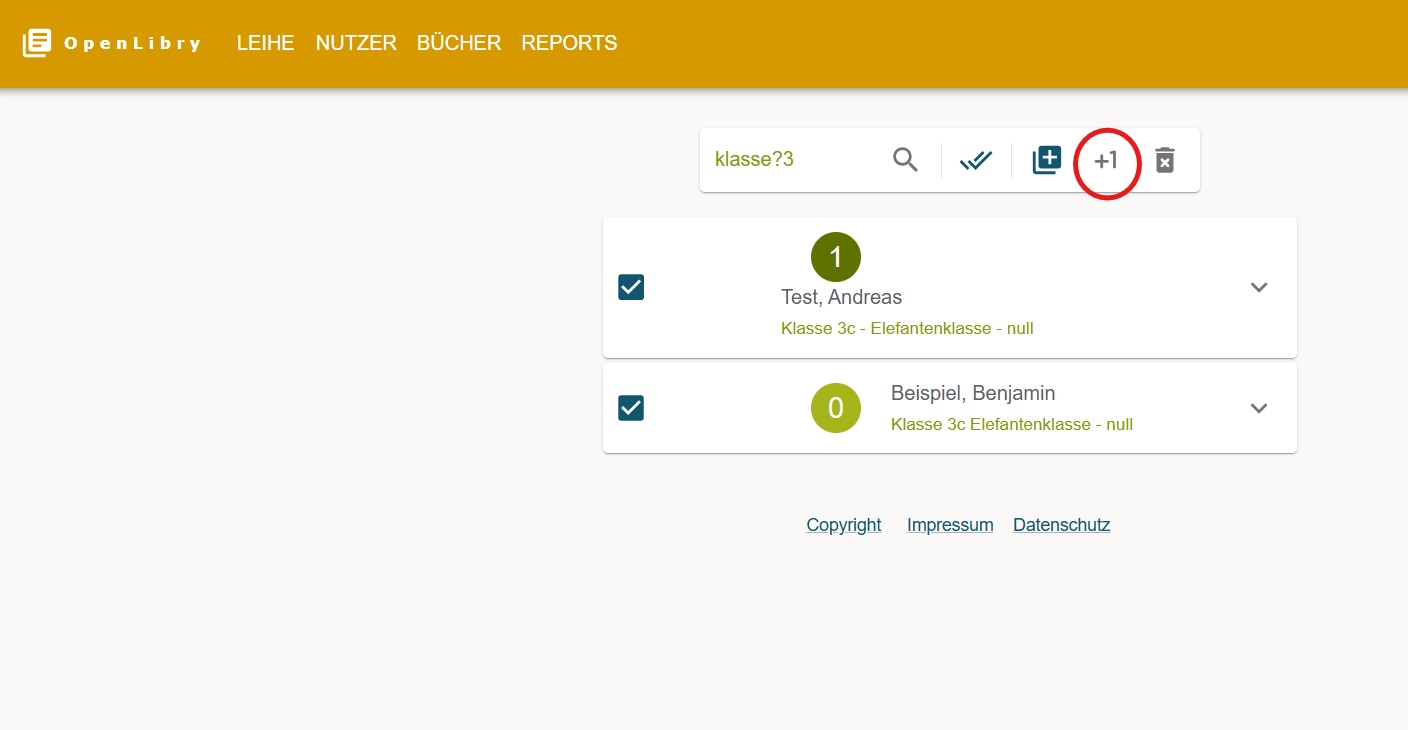 OpenLibry LEIHE NUTZER BÜCHER REPORTS
klasse?3 +1
1
Test, Andreas
Klasse 3c - Elefantenklasse - null
0
Beispiel, Benjamin
Klasse 3c Elefantenklasse - null
Copyright Impressum Datenschutz